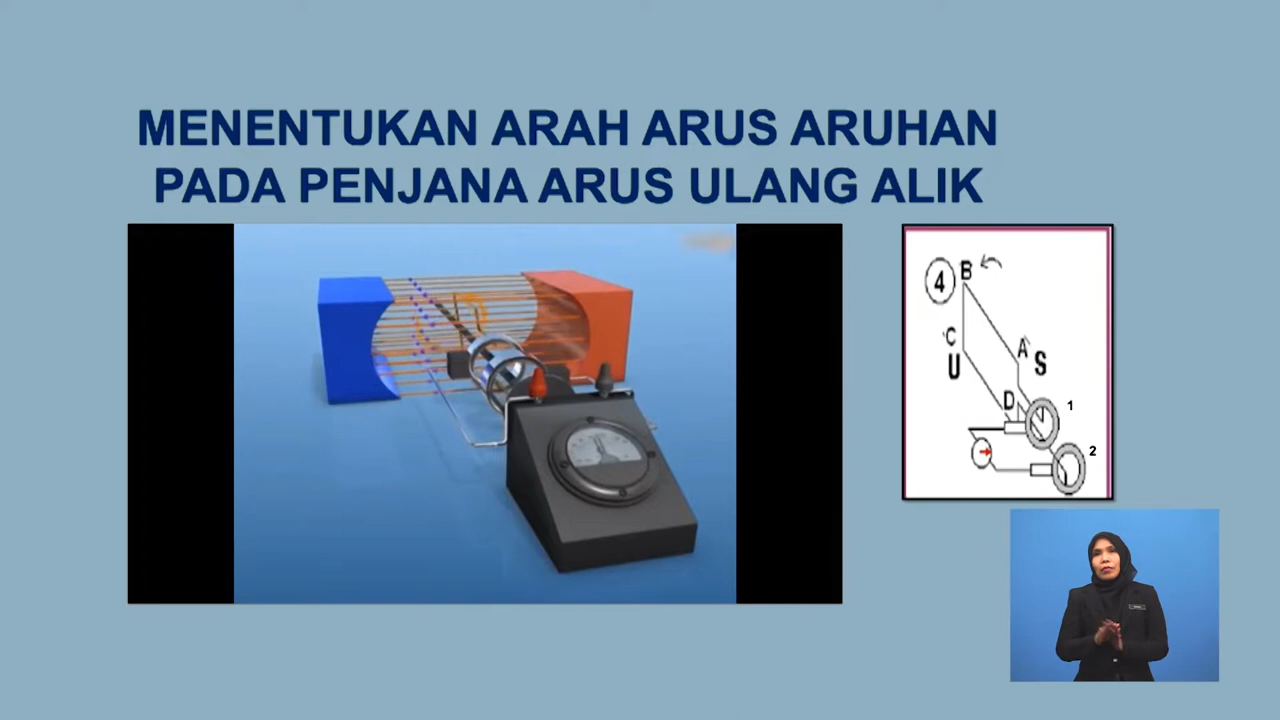 MENENTUKAN ARAH ARUS ARUHAN
PADA PENJANA ARUS ULANG ALIK
4
B
C
A
U
S
D
1
2